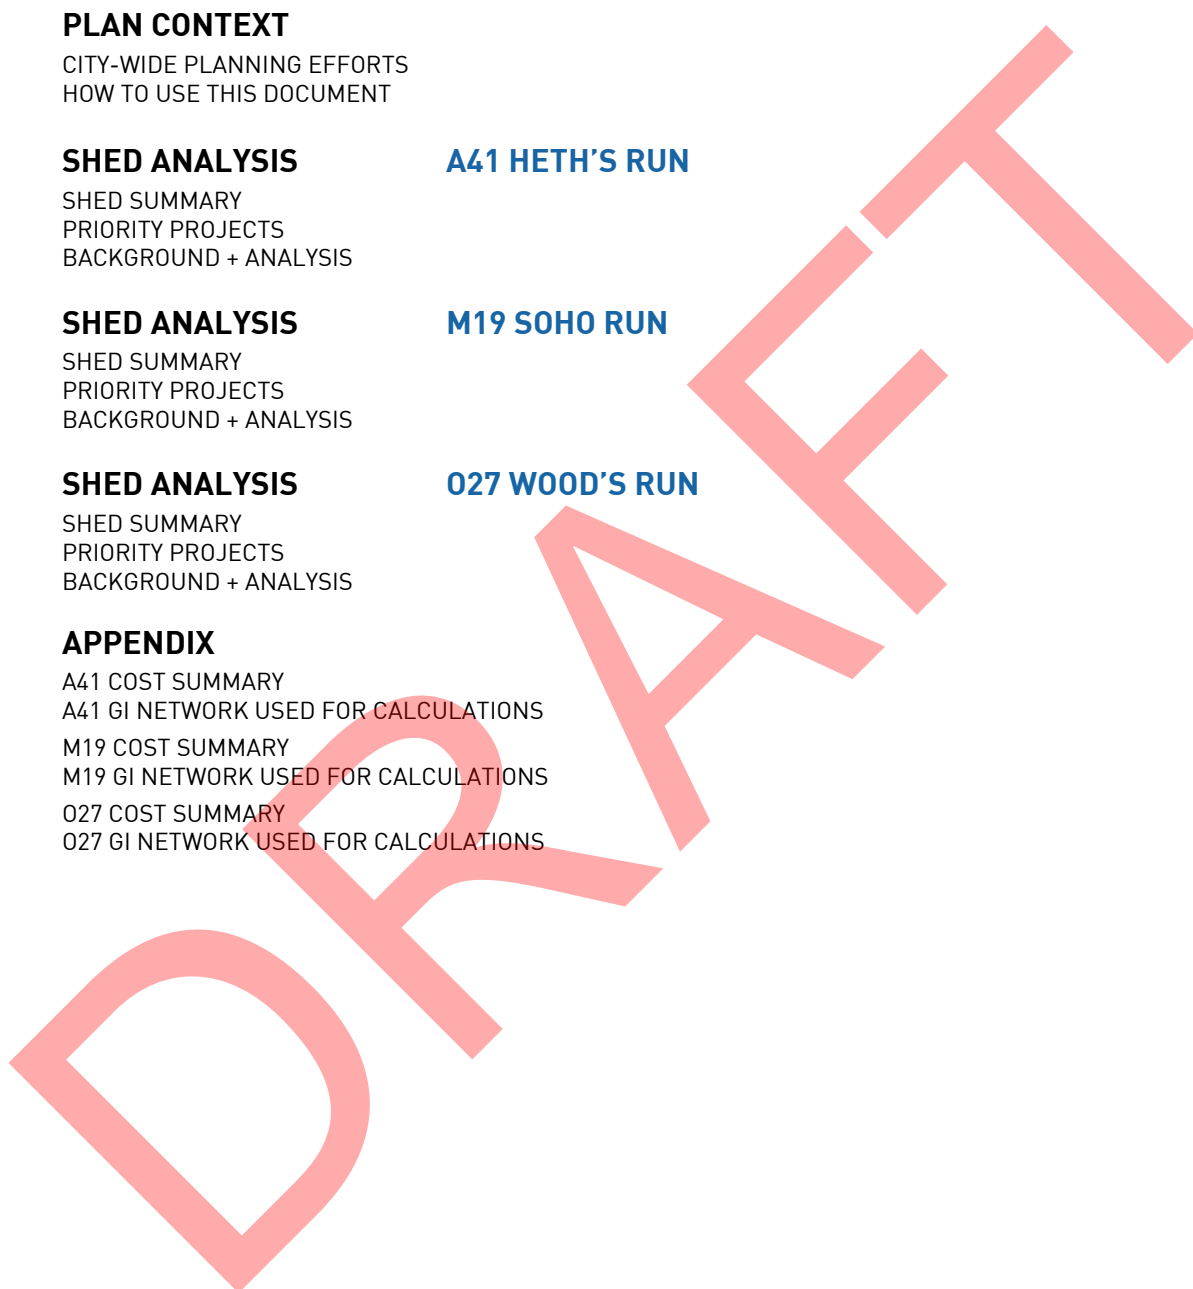 PLAN CONTEXT
CITY-WIDE PLANNING EFFORTS
HOW TO USE THIS DOCUMENT
SHED ANALYSIS A41 HETH'S RUN
SHED SUMMARY
PRIORITY PROJECTS
BACKGROUND + ANALYSIS
SHED ANALYSIS M19 SOHO RUN
SHED SUMMARY
PRIORITY PROJECTS
BACKGROUND + ANALYSIS
SHED ANALYSIS O27 WOOD'S RUN
SHED SUMMARY
PRIORITY PROJECTS
BACKGROUND + ANALYSIS
APPENDIX
A41 COST SUMMARY
A41 GI NETWORK USED FOR CALCULATIONS
M19 COST SUMMARY
M19 GI NETWORK USED FOR CALCULATIONS
O27 COST SUMMARY
O27 GI NETWORK USED FOR CALCULATIONS
DRAFT